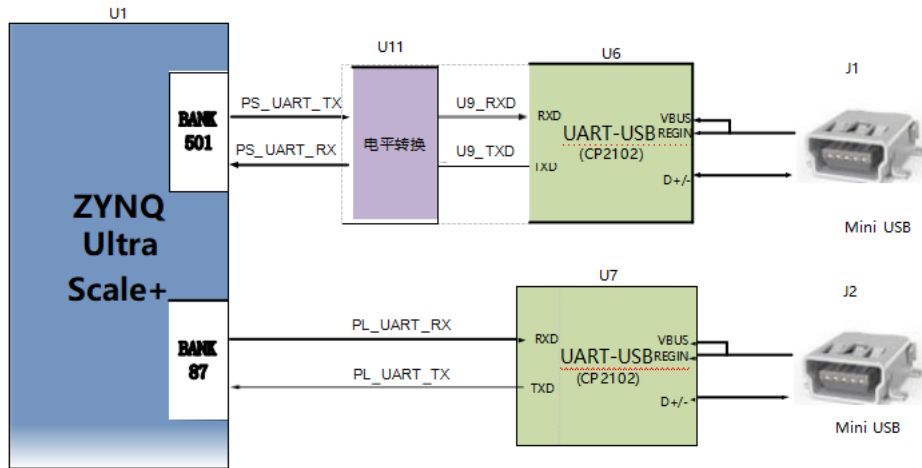 U1
U11
U6
J1
BANK
501
PS_UART_TX
PS_UART_RX
电平转换
U9_RXD
U9_TXD
RXD
TXD
UART-USB
(CP2102)
VBUS
REGIN
D+/-
Mini USB
ZYNQ
Ultra
Scale+
U7
J2
BANK
87
PL_UART_RX
PL_UART_TX
RXD
TXD
UART-USB
(CP2102)
VBUS
REGIN
D+/-
Mini USB